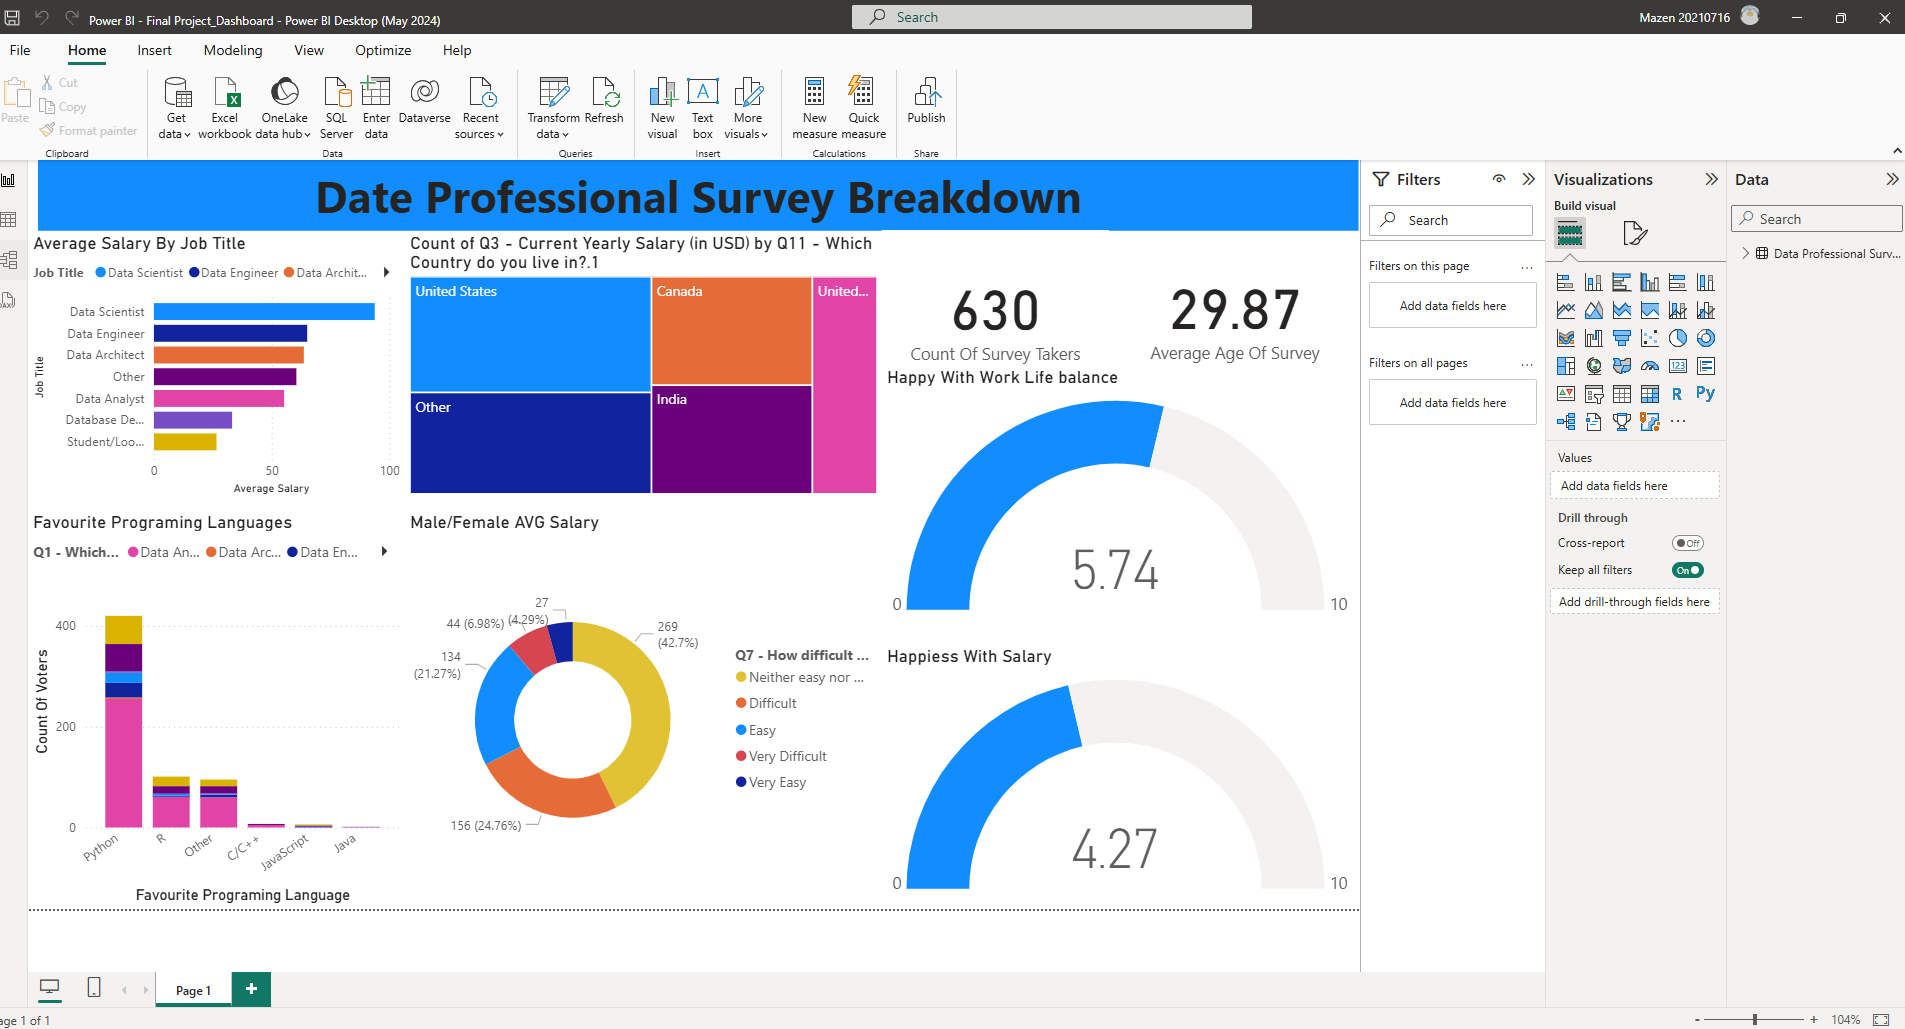 Power BI - Final Project_Dashboard - Power BI Desktop (May 2024)
Search
Mazen 20210716
File
Home
Insert
Modeling
View
Optimize
Help
Paste
Cut
Copy
Format painter
Clipboard
Get
data
Excel
workbook
OneLake
data hub
SQL
Server
Enter
data
Dataverse
Recent
sources
Data
Transform
data
Refresh
Queries
New
visual
Text
box
More
visuals
Insert
New
measure
Quick
measure
Calculations
Publish
Share
Date Professional Survey Breakdown
Average Salary By Job Title
Job Title
Data Scientist
Data Engineer
Data Archit...
Job Title
Data Scientist
Data Engineer
Data Architect
Other
Data Analyst
Database De...
Student/Loo...
0
50
100
Average Salary
Count of Q3 - Current Yearly Salary (in USD) by Q11 - Which
Country do you live in?.1
United States
Canada
United...
Other
India
630
Count Of Survey Takers
29.87
Average Age Of Survey
Happy With Work Life balance
5.74
0
10
Favourite Programing Languages
Q1 - Which...
Data An...
Data Arc...
Data En...
Count Of Voters
400
200
0
Python
R
Other
C/C++
JavaScript
Java
Favourite Programing Language
Male/Female AVG Salary
27
(4.29%)
44 (6.98%)
269
(42.7%)
134
(21.27%)
156 (24.76%)
Q7 - How difficult ...
Neither easy nor ...
Difficult
Easy
Very Difficult
Very Easy
Happiess With Salary
4.27
0
10
Filters
Search
Filters on this page
...
Add data fields here
Filters on all pages
...
Add data fields here
Visualizations
Build visual
123
R
Py
...
Values
Add data fields here
Drill through
Cross-report
Off
Keep all filters
On
Add drill-through fields here
Data
Search
Data Professional Surv...
Page 1
+
age 1 of 1
-
+
104%